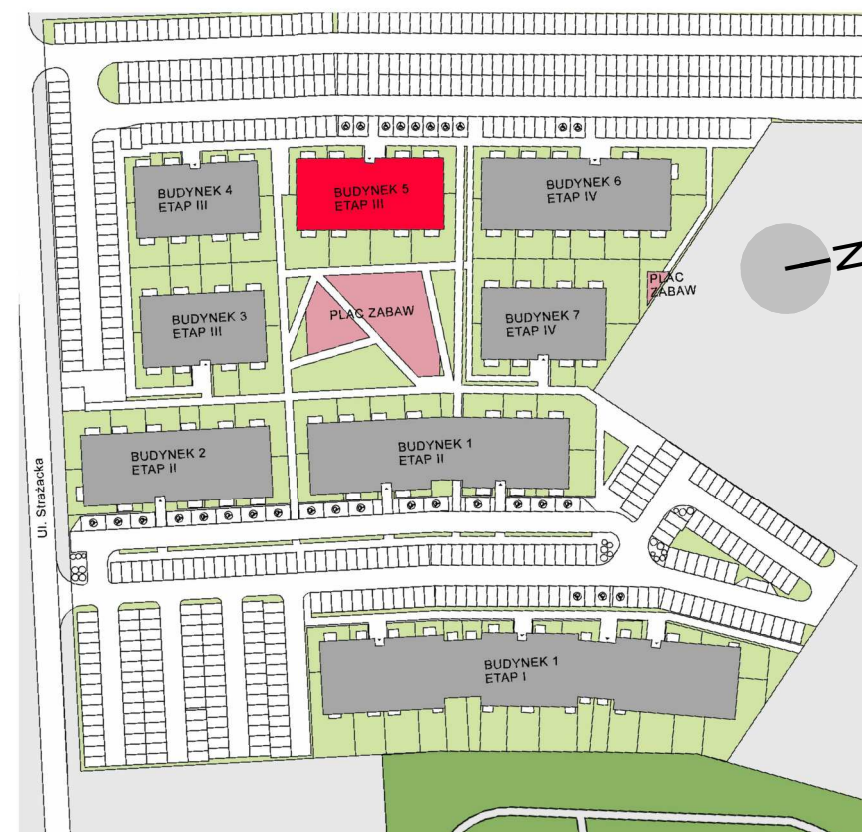 BUDYNEK 4
ETAP III
BUDYNEK 5
ETAP III
BUDYNEK 6
ETAP IV
N
PLAC
ZABAW
BUDYNEK 3
ETAP III
PLAC ZABAW
BUDYNEK 7
ETAP IV
BUDYNEK 2
ETAP II
BUDYNEK 1
ETAP II
Ul. Strażacka
BUDYNEK 1
ETAP I